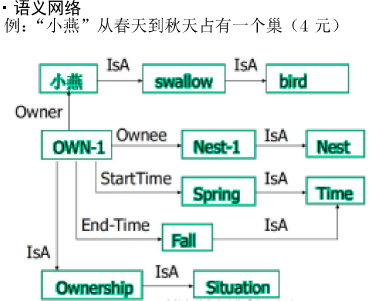 · 语义网络
例：“小燕”从春天到秋天占有一个巢（4 元）
小燕 IsA swallow IsA bird
Owner
OWN-1 Ownee Nest-1 IsA Nest
StartTime Spring IsA Time
End-Time Fall IsA
IsA
Ownership IsA Situation